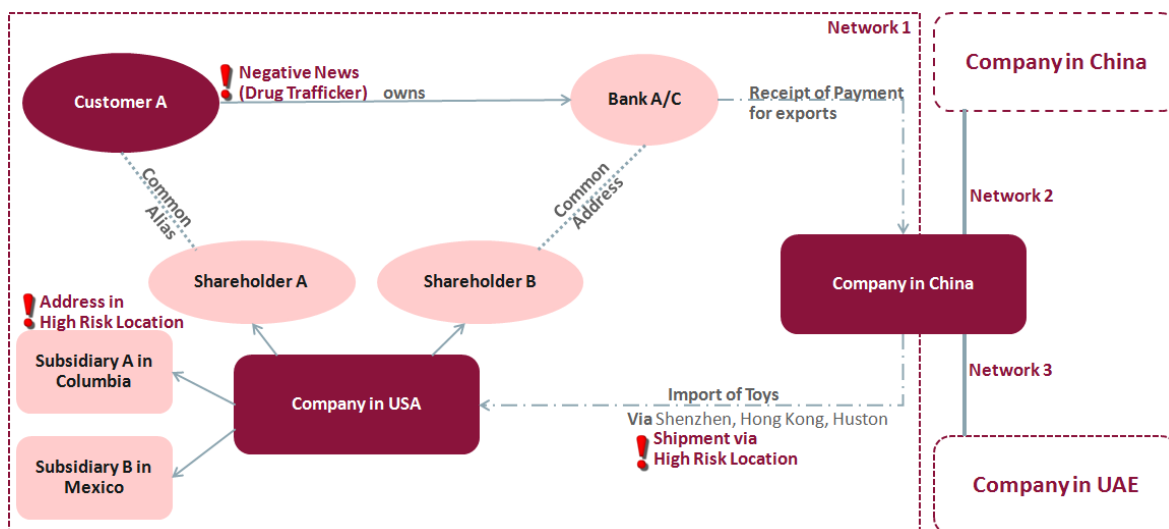 Network 1
Company in China
Customer A
Negative News
(Drug Trafficker)
owns
Bank A/C
Receipt of Payment
for exports
Common
Alias
Common
Address
Network 2
Shareholder A
Shareholder B
Company in China
Address in
High Risk Location
Subsidiary A in
Columbia
Company in USA
Network 3
Import of Toys
Via Shenzhen, Hong Kong, Huston
Shipment via
High Risk Location
Subsidiary B in
Mexico
Company in UAE